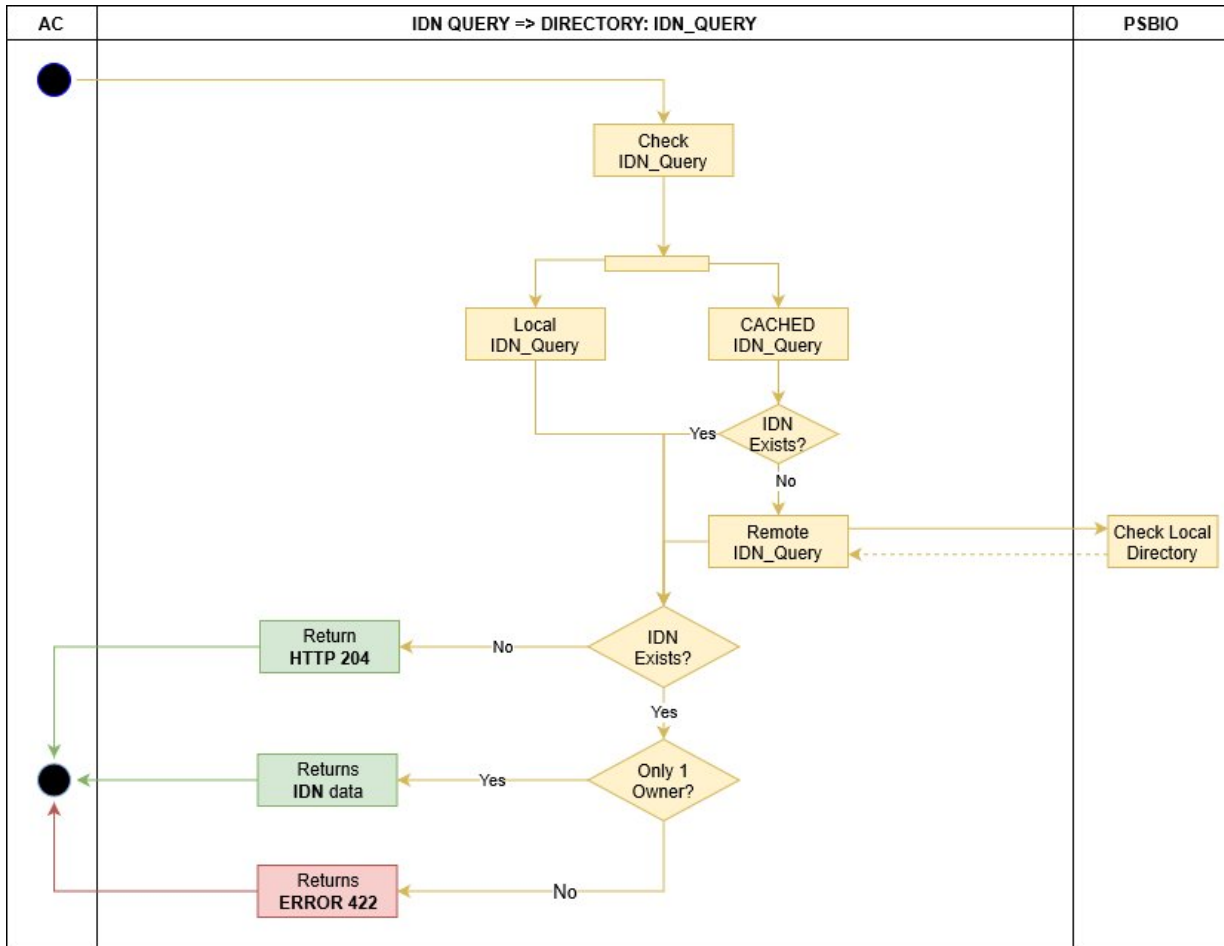 AC
IDN QUERY => DIRECTORY: IDN_QUERY
PSBIO
Check
IDN_Query
Local
IDN_Query
CACHED
IDN_Query
Yes
IDN
Exists?
No
Remote
IDN_Query
Check Local
Directory
Return
HTTP 204
No
IDN
Exists?
Yes
Returns
IDN data
Yes
Only 1
Owner?
Returns
ERROR 422
No